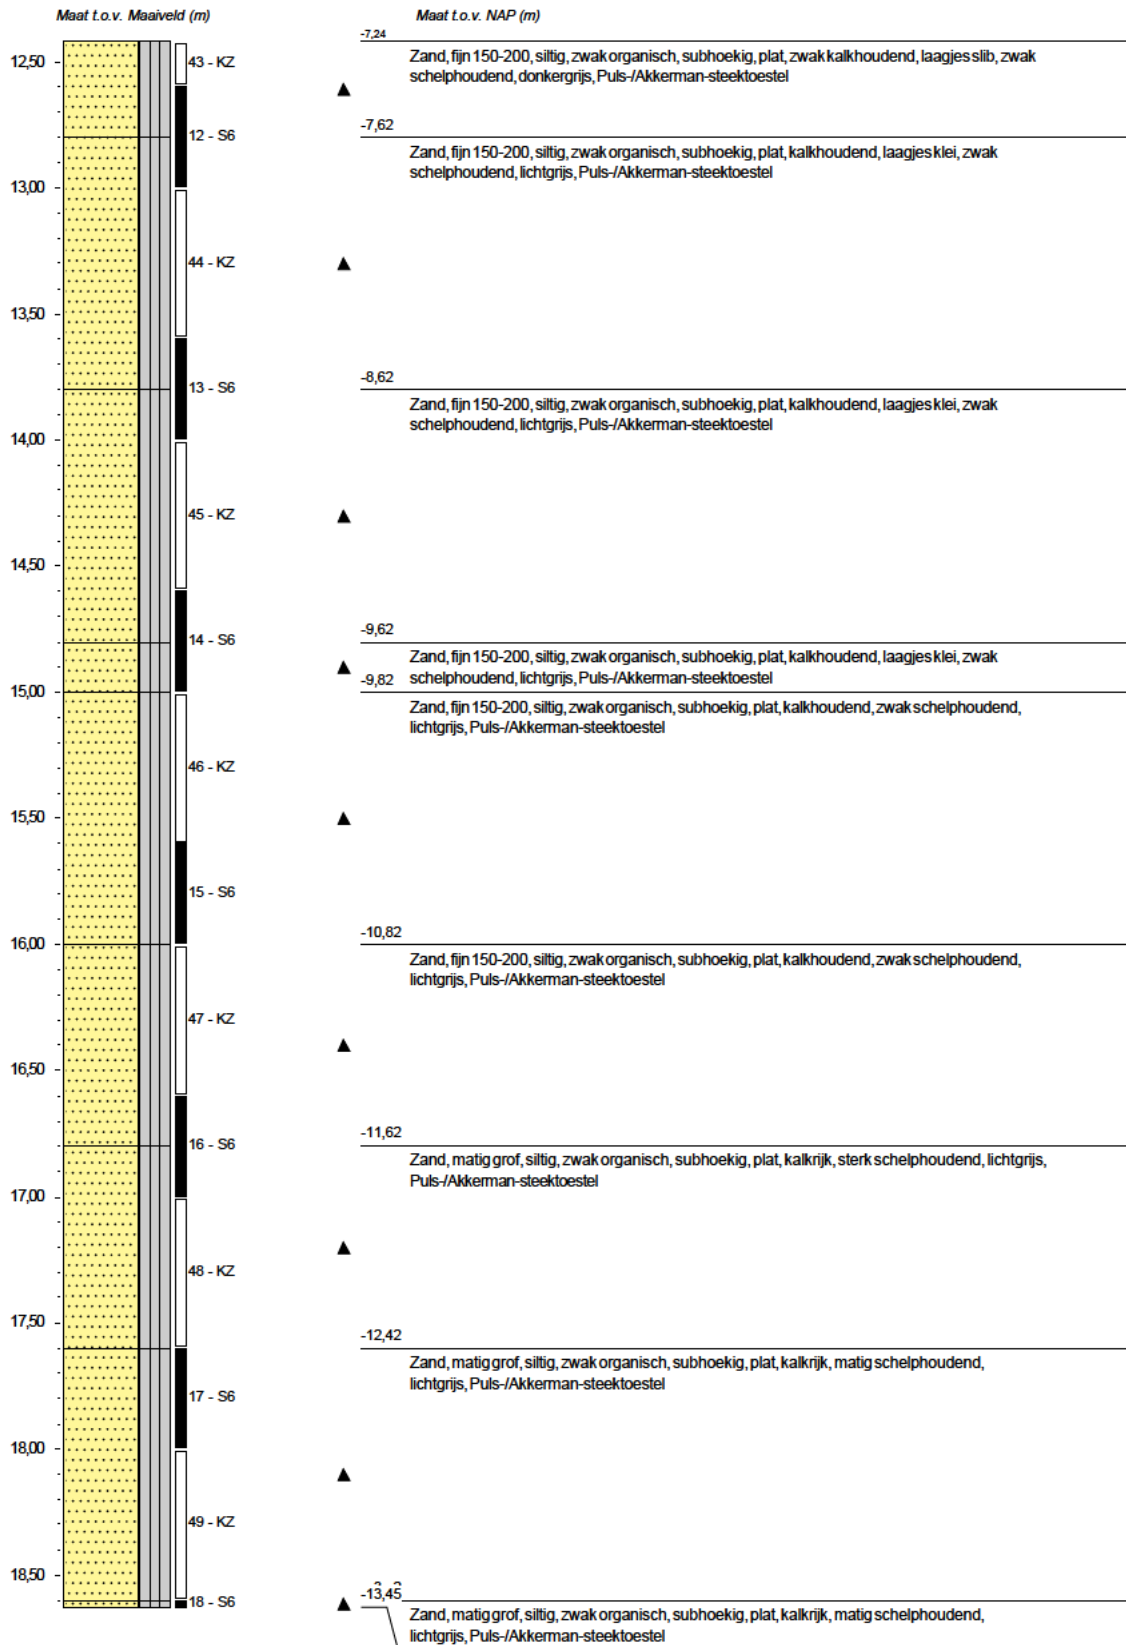 Maat t.o.v. Maaiveld (m)
Maat t.o.v. NAP (m)
-7,24
12,50
43 - KZ
Zand, fijn 150-200, siltig, zwak organisch, subhoekig, plat, zwak kalkhoudend, laagjes slib, zwak
schelphoudend, donkergrijs, Puls-/Akkerman-steektoestel
-7,62
12 - S6
Zand, fijn 150-200, siltig, zwak organisch, subhoekig, plat, kalkhoudend, laagjes klei, zwak
schelphoudend, lichtgrijs, Puls-/Akkerman-steektoestel
13,00
44 - KZ
13,50
-8,62
13 - S6
Zand, fijn 150-200, siltig, zwak organisch, subhoekig, plat, kalkhoudend, laagjes klei, zwak
schelphoudend, lichtgrijs, Puls-/Akkerman-steektoestel
14,00
45 - KZ
14,50
-9,62
14 - S6
Zand, fijn 150-200, siltig, zwak organisch, subhoekig, plat, kalkhoudend, laagjes klei, zwak
schelphoudend, lichtgrijs, Puls-/Akkerman-steektoestel
-9,82
15,00
Zand, fijn 150-200, siltig, zwak organisch, subhoekig, plat, kalkhoudend, zwak schelphoudend,
lichtgrijs, Puls-/Akkerman-steektoestel
46 - KZ
15,50
15 - S6
-10,82
16,00
Zand, fijn 150-200, siltig, zwak organisch, subhoekig, plat, kalkhoudend, zwak schelphoudend,
lichtgrijs, Puls-/Akkerman-steektoestel
47 - KZ
16,50
-11,62
16 - S6
Zand, matig grof, siltig, zwak organisch, subhoekig, plat, kalkrijk, sterk schelphoudend, lichtgrijs,
Puls-/Akkerman-steektoestel
17,00
48 - KZ
17,50
-12,42
Zand, matig grof, siltig, zwak organisch, subhoekig, plat, kalkrijk, matig schelphoudend,
lichtgrijs, Puls-/Akkerman-steektoestel
17 - S6
18,00
49 - KZ
18,50
-13,45
18 - S6
Zand, matig grof, siltig, zwak organisch, subhoekig, plat, kalkrijk, matig schelphoudend,
lichtgrijs, Puls-/Akkerman-steektoestel